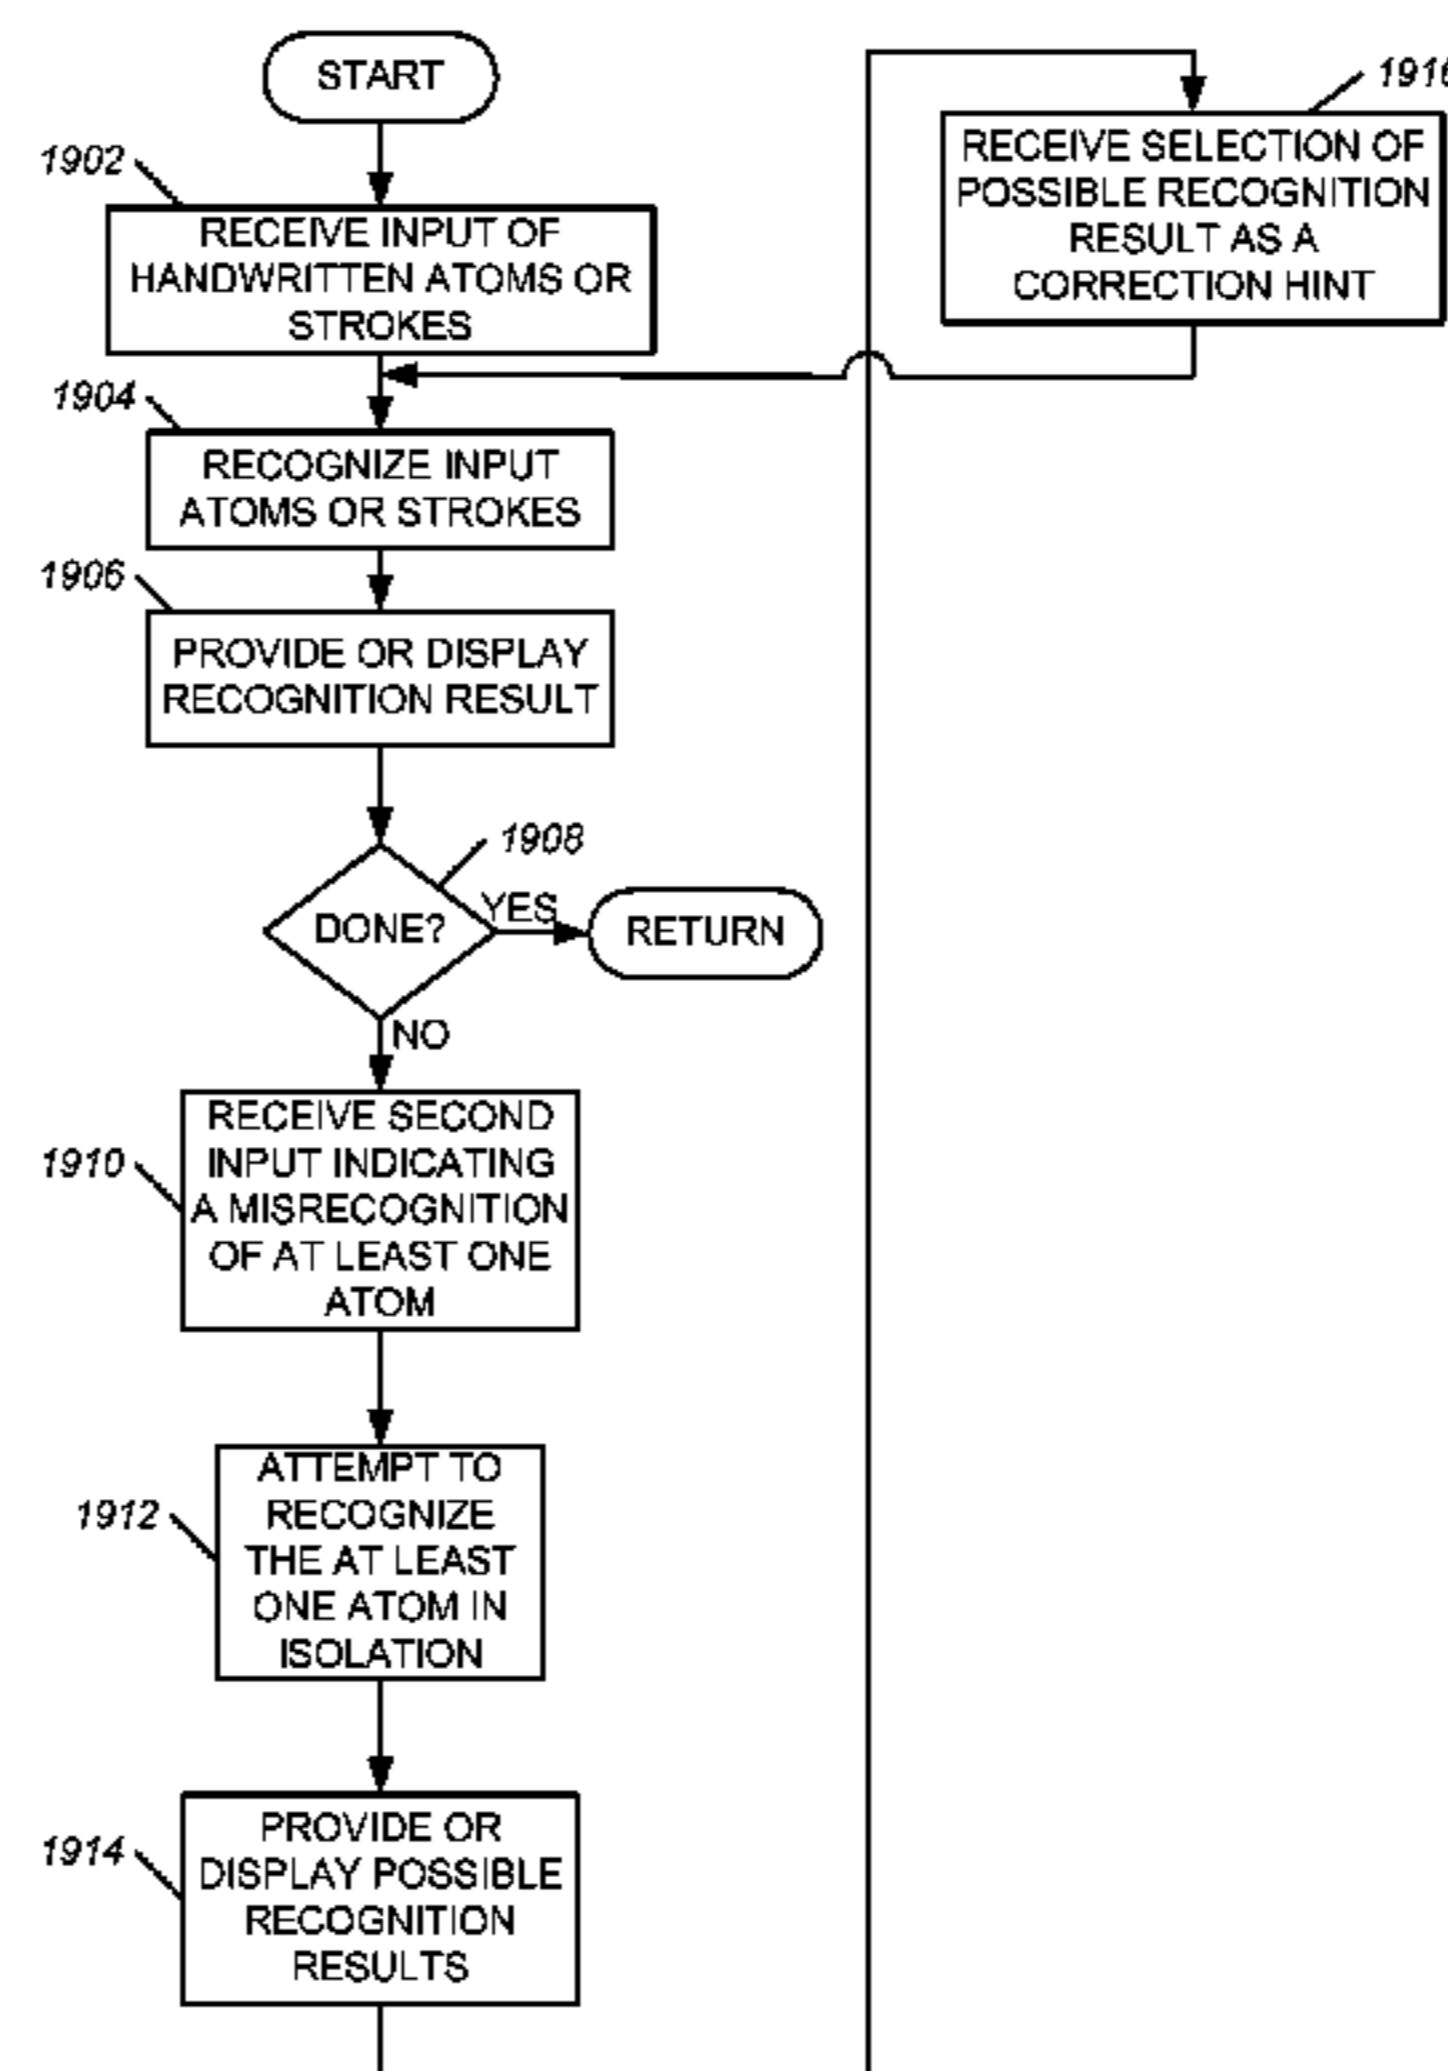 START
1902
RECEIVE INPUT OF
HANDWRITTEN ATOMS OR
STROKES
1904
RECOGNIZE INPUT
ATOMS OR STROKES
1906
PROVIDE OR DISPLAY
RECOGNITION RESULT
1908
DONE?
YES
RETURN
NO
1910
RECEIVE SECOND
INPUT INDICATING
A MISRECOGNITION
OF AT LEAST ONE
ATOM
1912
ATTEMPT TO
RECOGNIZE
THE AT LEAST
ONE ATOM IN
ISOLATION
1914
PROVIDE OR
DISPLAY POSSIBLE
RECOGNITION
RESULTS
1916
RECEIVE SELECTION OF
POSSIBLE RECOGNITION
RESULT AS A
CORRECTION HINT